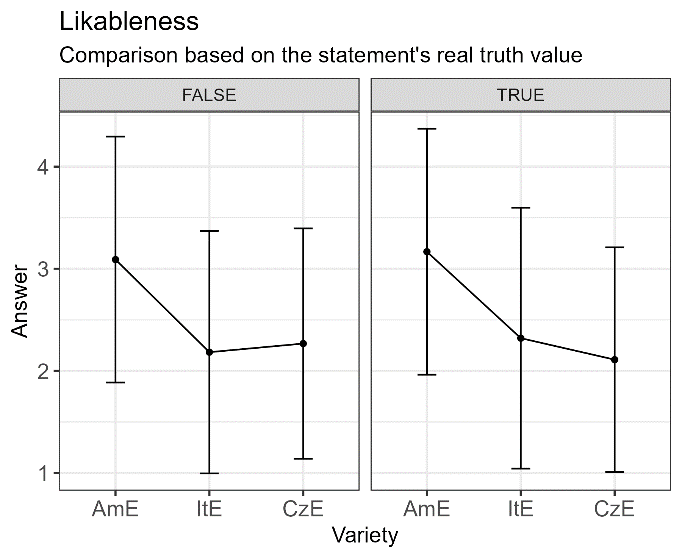 Likableness
Comparison based on the statement's real truth value
FALSE
TRUE
4
3
2
1
Answer
AmE
ItE
CzE
AmE
ItE
CzE
Variety